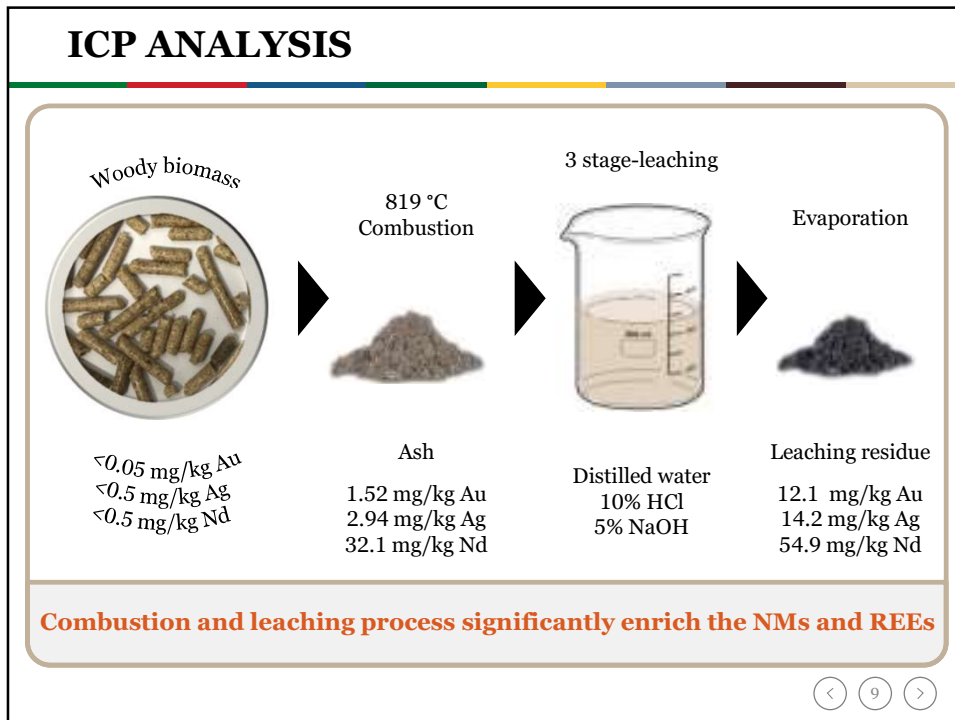 ICP ANALYSIS
Woody biomass
<0.05 mg/kg Au
<0.5 mg/kg Ag
<0.5 mg/kg Nd
819 °C
Combustion
Ash
1.52 mg/kg Au
2.94 mg/kg Ag
32.1 mg/kg Nd
3 stage-leaching
Distilled water
10% HCl
5% NaOH
Evaporation
Leaching residue
12.1 mg/kg Au
14.2 mg/kg Ag
54.9 mg/kg Nd
Combustion and leaching process significantly enrich the NMs and REEs
9